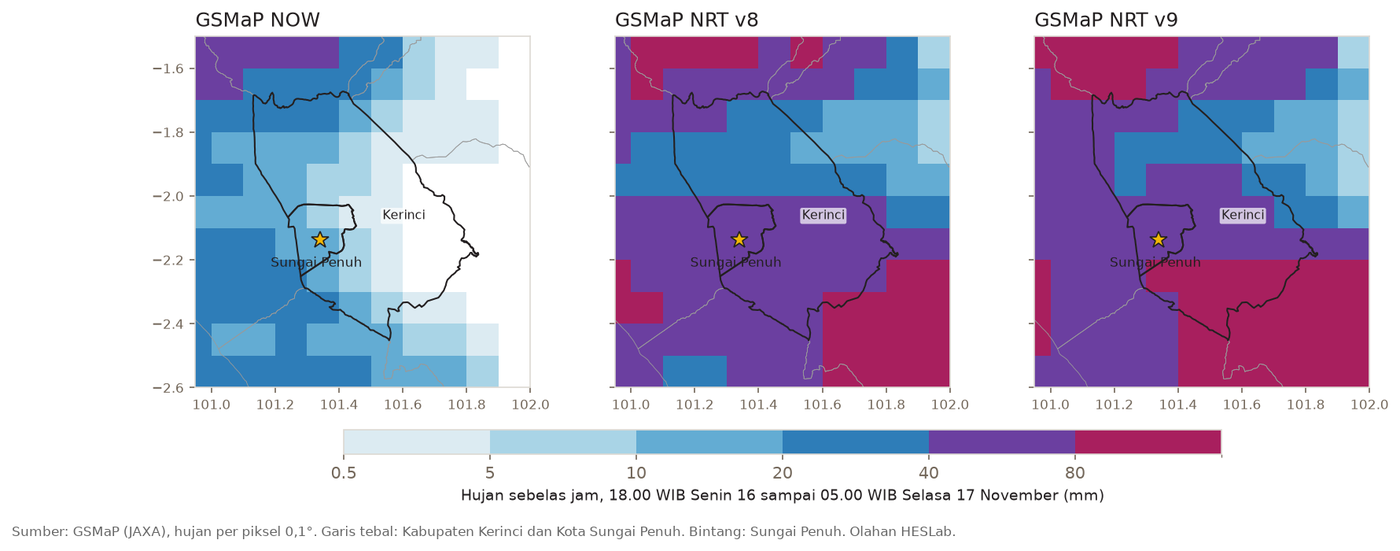 GSMaP NOW
GSMaP NRT v8
GSMaP NRT v9
−1.6
−1.8
−2.0
−2.2
−2.4
−2.6
Kerinci
Sungai Penuh
Kerinci
Sungai Penuh
Kerinci
Sungai Penuh
101.0 101.2 101.4 101.6 101.8 102.0
101.0 101.2 101.4 101.6 101.8 102.0
101.0 101.2 101.4 101.6 101.8 102.0
0.5 5 10 20 40 80
Hujan sebelas jam, 18.00 WIB Senin 16 sampai 05.00 WIB Selasa 17 November (mm)
Sumber: GSMaP (JAXA), hujan per piksel 0,1°. Garis tebal: Kabupaten Kerinci dan Kota Sungai Penuh. Bintang: Sungai Penuh. Olahan HESLab.